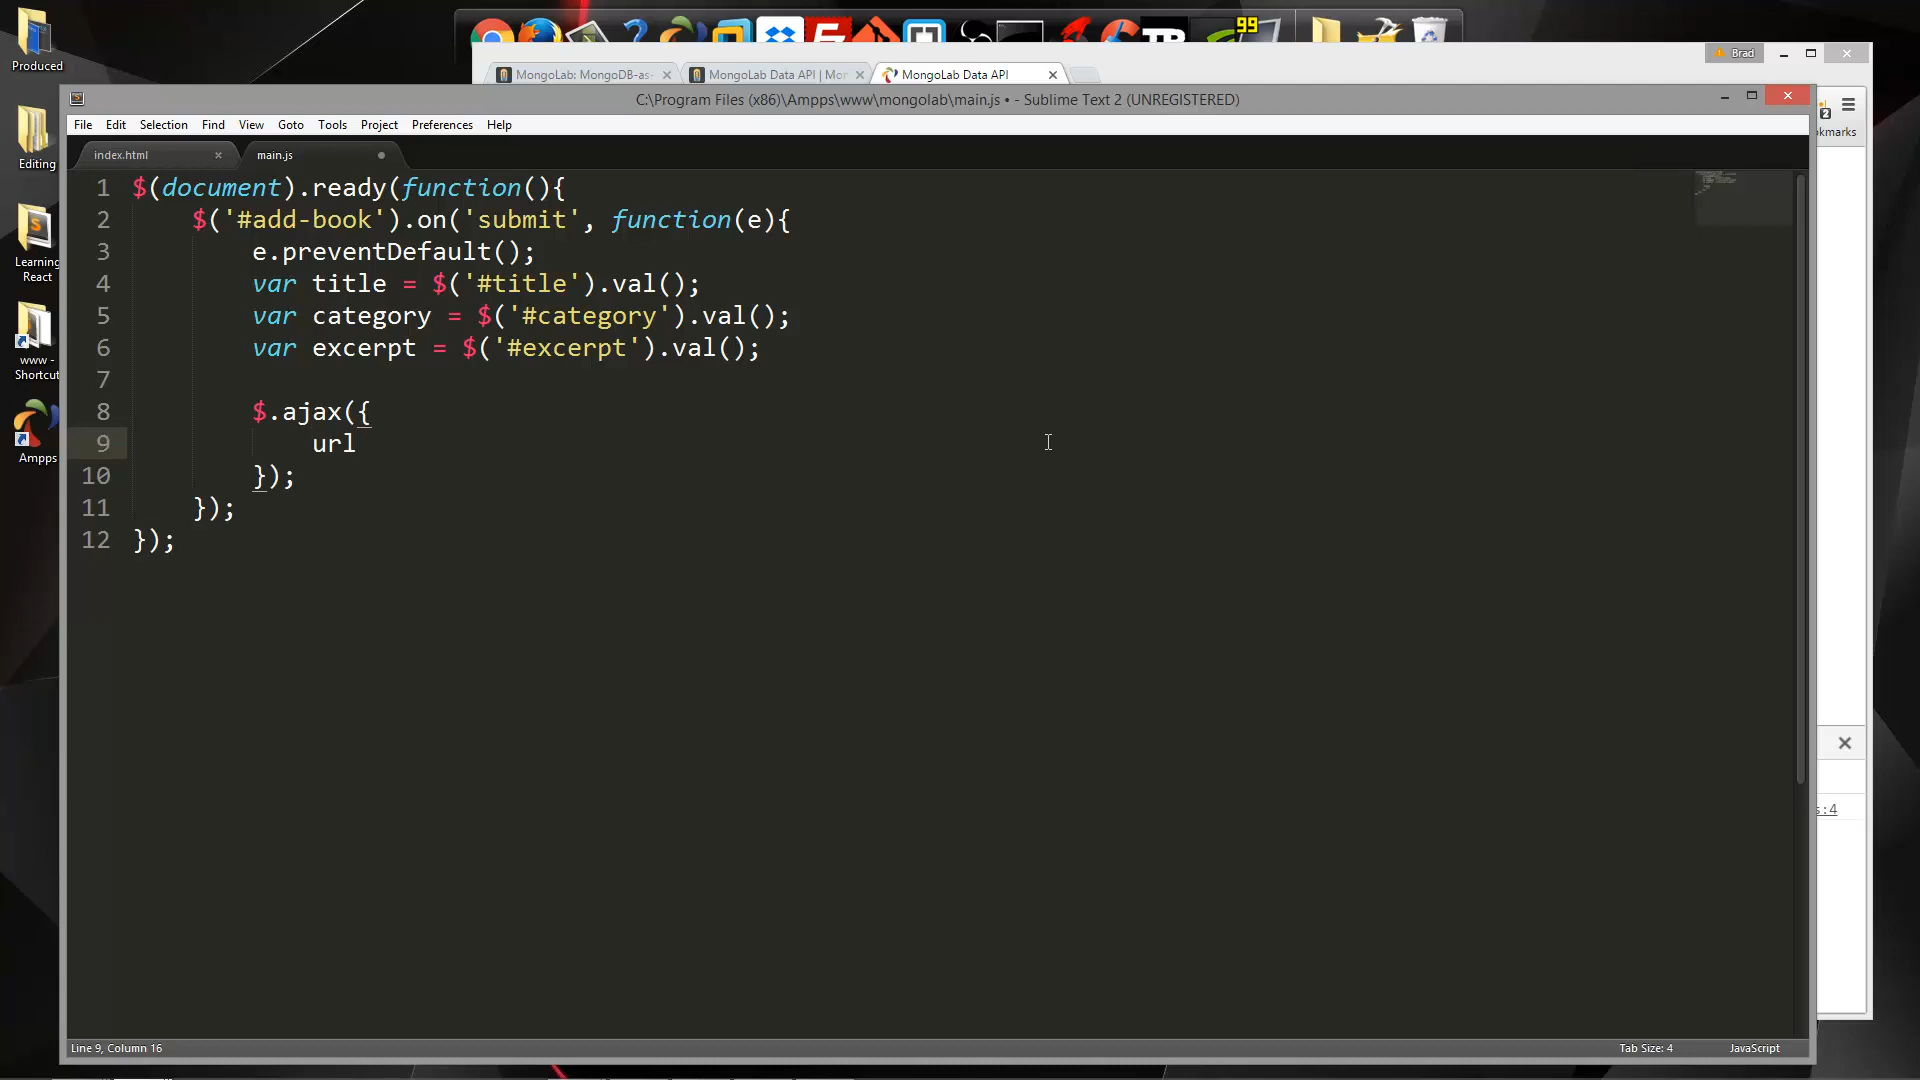 Produced
Editing
Learning
React
www -
Shortcut
Ampps
99
Brad
MongoLab: MongoDB-as-
MongoLab Data API | Mor
MongoLab Data API
2
kmarks
C:\Program Files (x86)\Ampps\www\mongolab\main.js • - Sublime Text 2 (UNREGISTERED)
File Edit Selection Find View Goto Tools Project Preferences Help
index.html
main.js
1 $(document).ready(function(){
2 $('#add-book').on('submit', function(e){
3 e.preventDefault();
4 var title = $('#title').val();
5 var category = $('#category').val();
6 var excerpt = $('#excerpt').val();
7
8 $.ajax({
9 url
10 });
11 });
12 });
s:4
Line 9, Column 16
Tab Size: 4
JavaScript